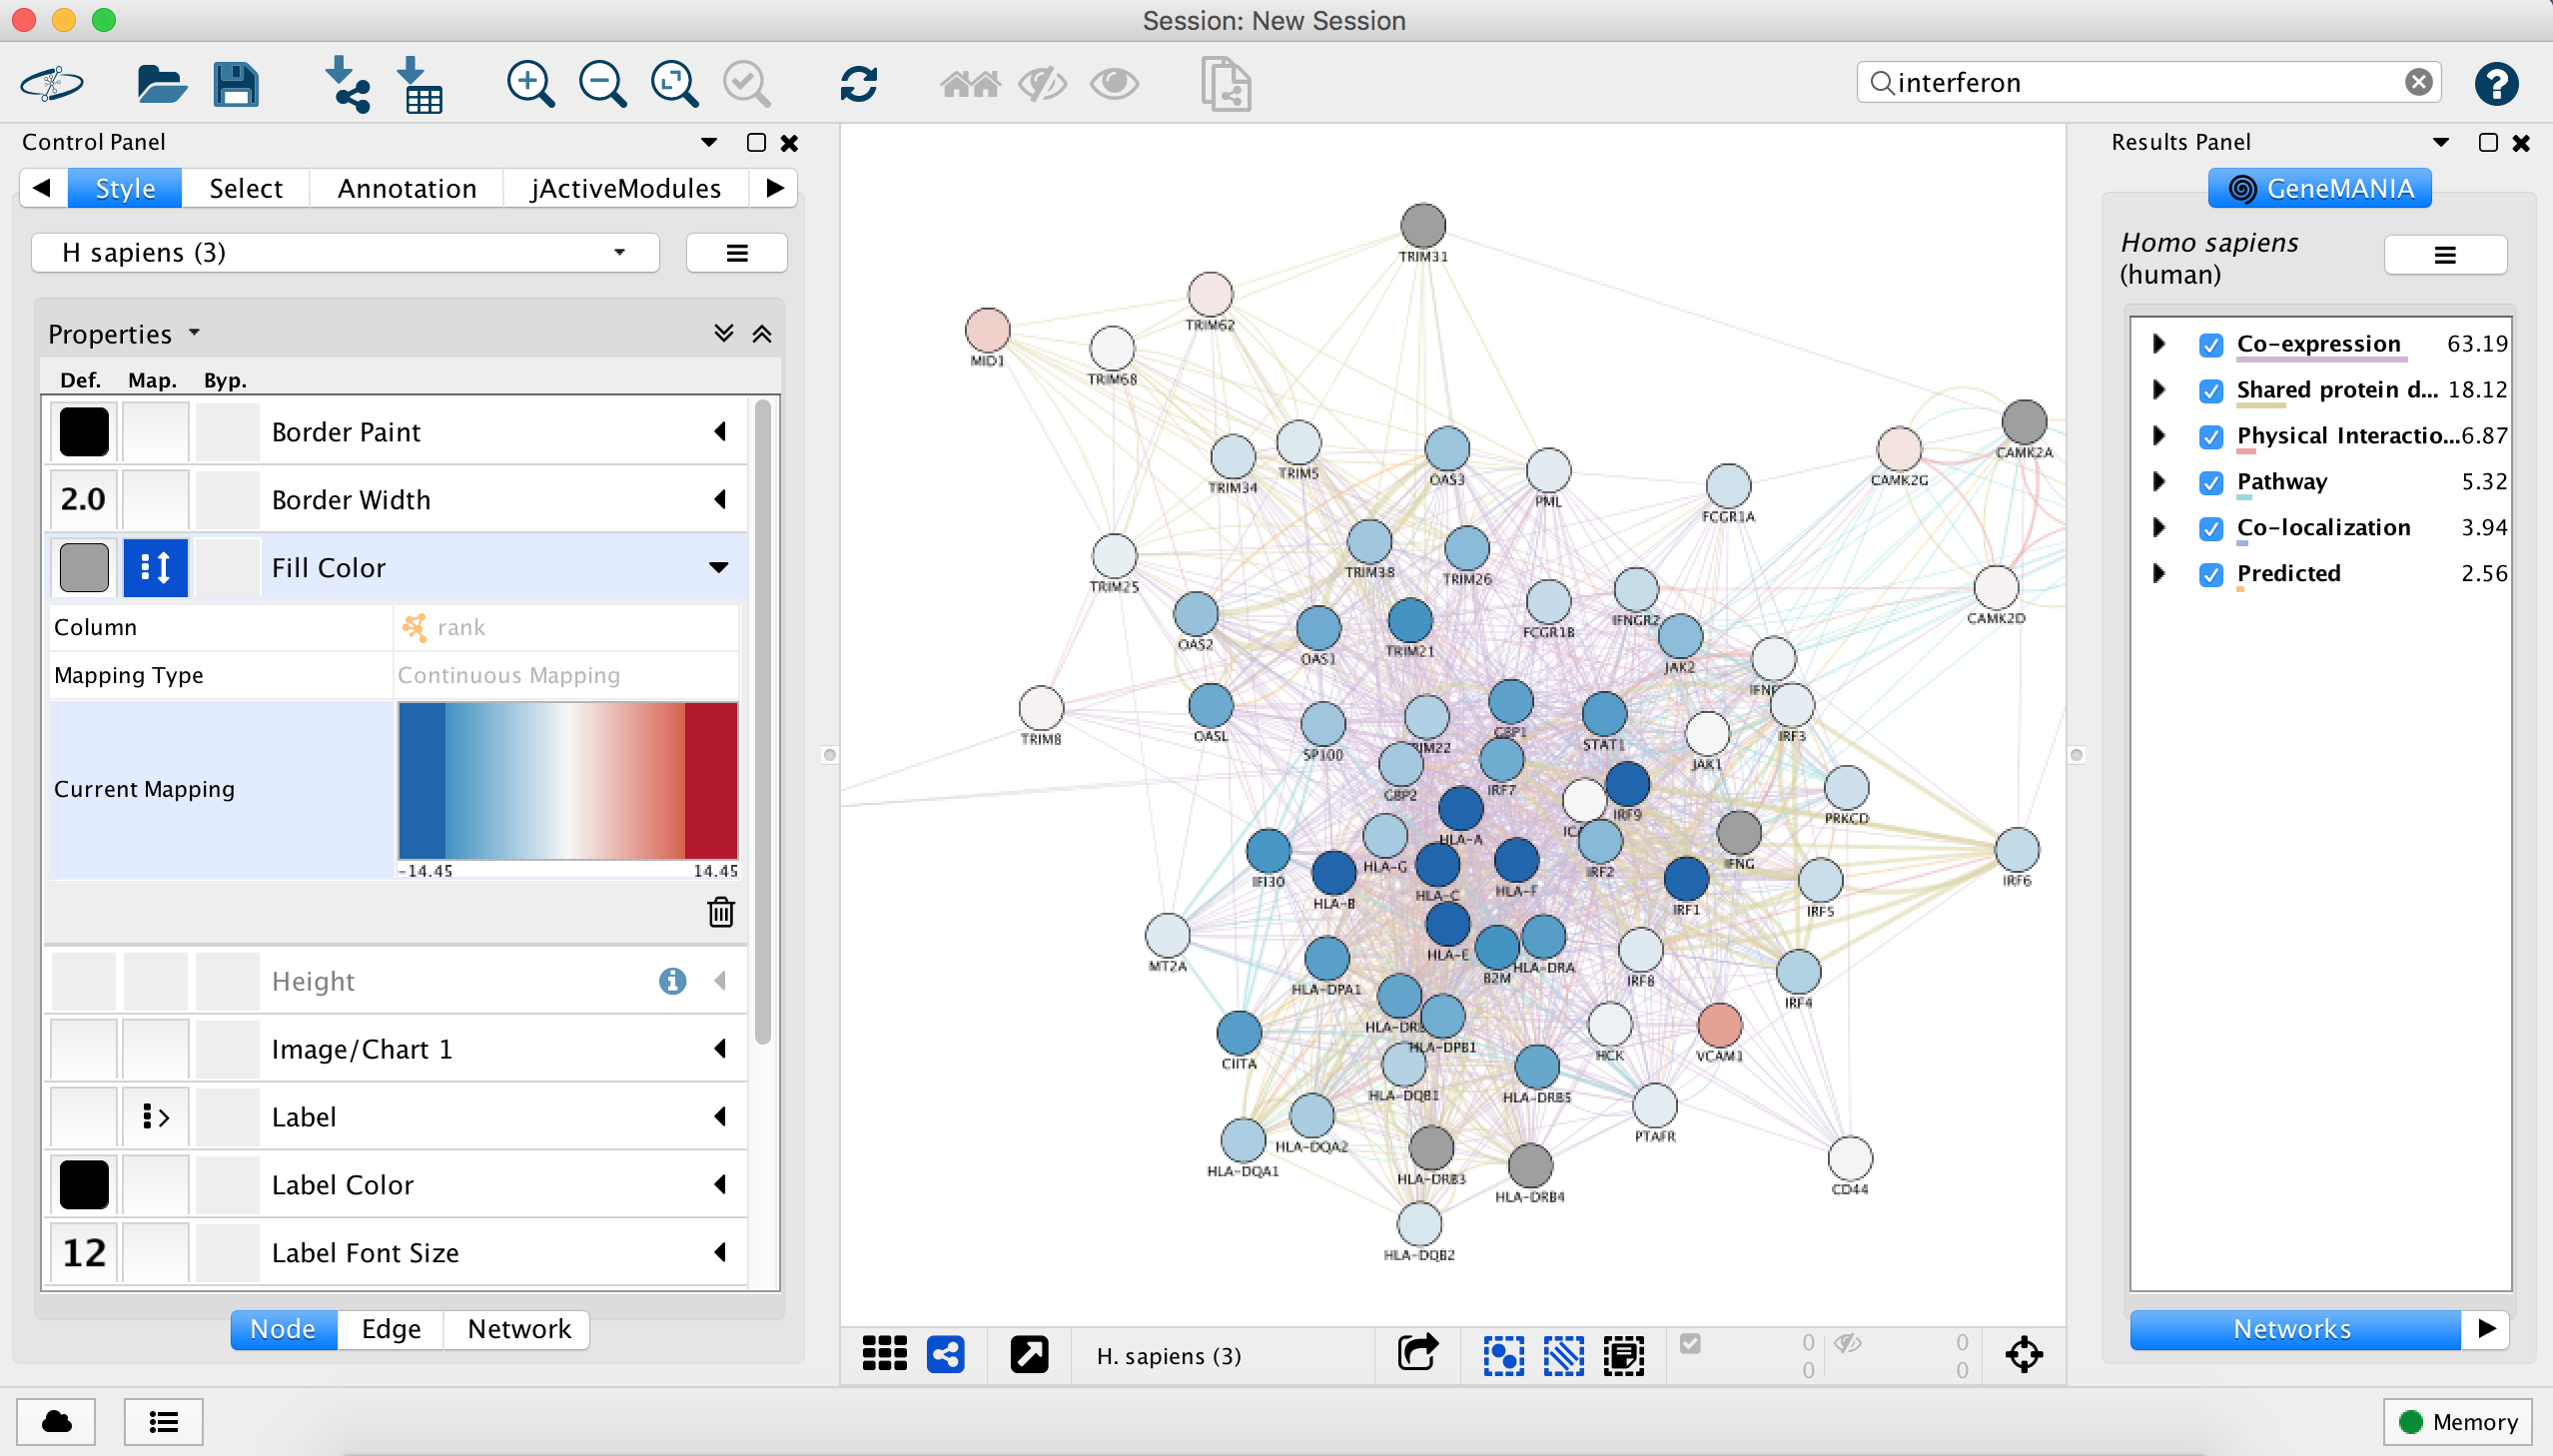 Session: New Session
interferon
Control Panel
Style Select Annotation jActiveModules
H sapiens (3)
Properties
Def. Map. Byp.
Border Paint
2.0 Border Width
Fill Color
Column rank
Mapping Type Continuous Mapping
Current Mapping
-14.45 14.45
Height
Image/Chart 1
Label
Label Color
12 Label Font Size
Node Edge Network
TRIM31
TRIM62
MID1
TRIM68
CAMK2A
TRIM34
TRIM5
OAS3
PML
CAMK2G
FCGR1A
TRIM25
TRIM38
TRIM26
CAMK2D
OAS2
OAS1
TRIM21
FCGR1B
IFNGR2
JAK2
TRIM8
OASL
SP100
GBP1
STAT1
JAK1
IRF3
GBP2
IRF7
IRF9
PRKCD
IFI30
HLA-B
HLA-G
HLA-A
HLA-C
HLA-F
IRF2
IRF1
IFNG
IRF5
IRF6
MT2A
HLA-DPA1
HLA-E
B2M
HLA-DRA
IRF8
IRF4
CIITA
HLA-DPB1
HCK
VCAM1
HLA-DQB1
HLA-DRB5
PTAFR
HLA-DQA1
HLA-DQA2
HLA-DRB3
HLA-DRB4
CD44
HLA-DQB2
H. sapiens (3)
0 0
0 0
Results Panel
GeneMANIA
Homo sapiens
(human)
Co-expression 63.19
Shared protein d... 18.12
Physical Interactio...6.87
Pathway 5.32
Co-localization 3.94
Predicted 2.56
Networks
Memory